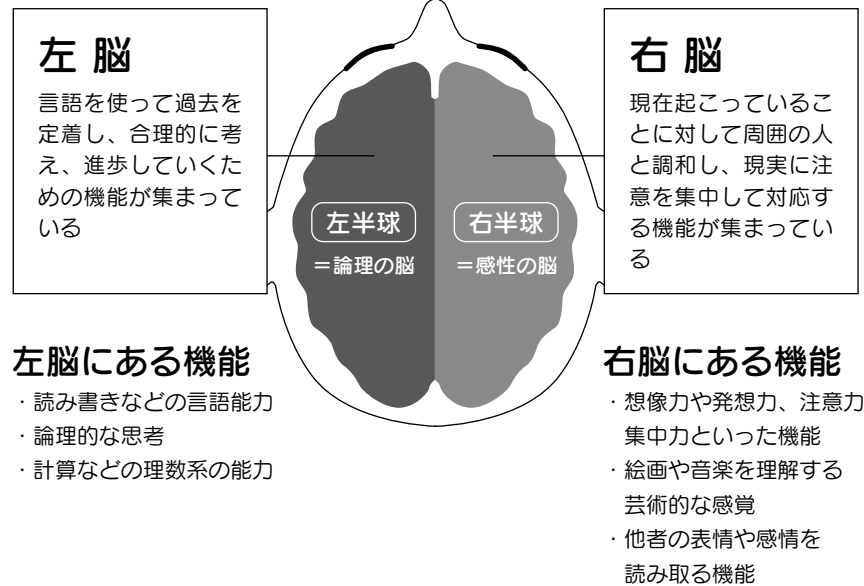 左脳
言語を使って過去を
定着し、合理的に考
え、進歩していくた
めの機能が集まって
いる
右脳
現在起こっているこ
とに対して周囲の人
と調和し、現実に注
意を集中して対応す
る機能が集まってい
る
左半球
＝論理の脳
右半球
＝感性の脳
左脳にある機能
・読み書きなどの言語能力
・論理的な思考
・計算などの理数系の能力
右脳にある機能
・想像力や発想力、注意力
集中力といった機能
・絵画や音楽を理解する
芸術的な感覚
・他者の表情や感情を
読み取る機能